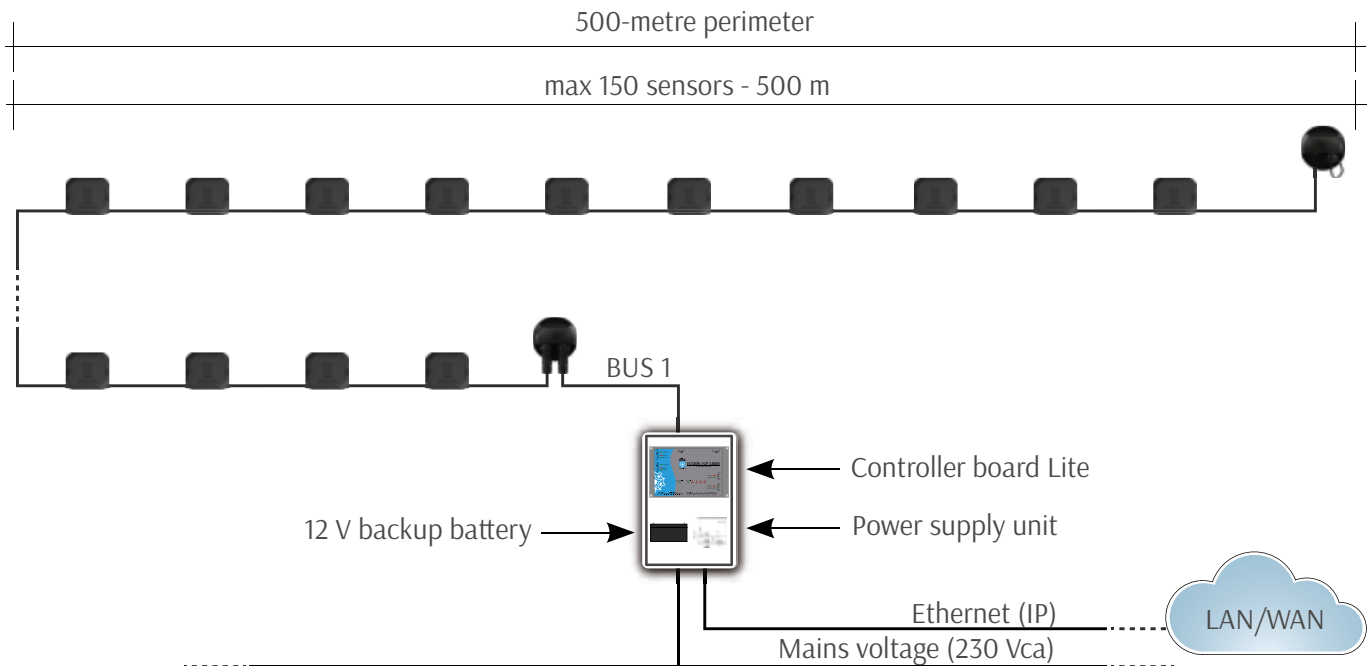 500-metre perimeter
max 150 sensors - 500 m
BUS 1
Controller board Lite
12 V backup battery
Power supply unit
Ethernet (IP)
LAN/WAN
Mains voltage (230 Vca)